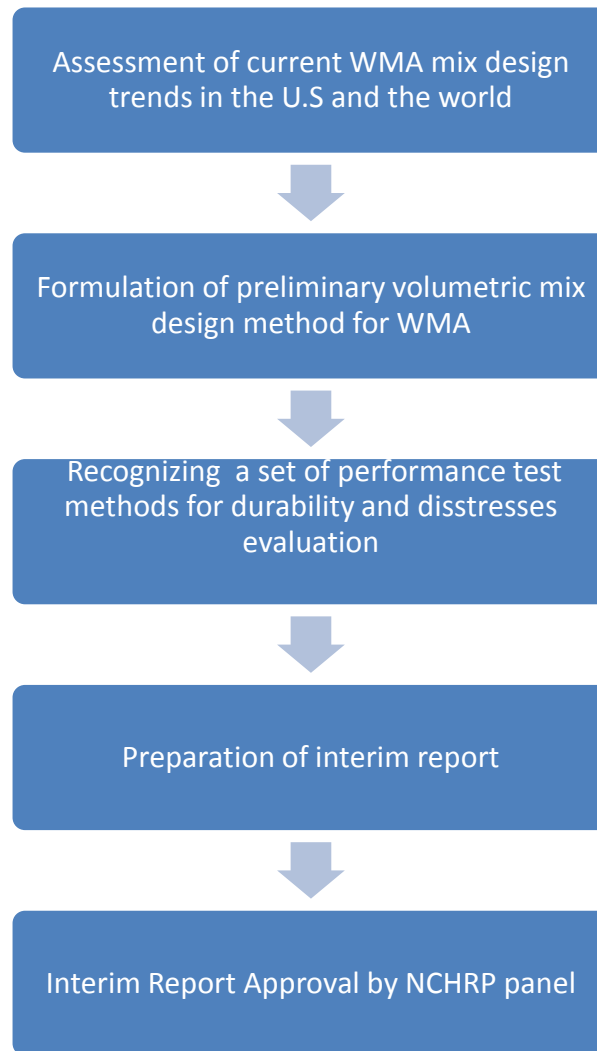 Assessment of current WMA mix design
trends in the U.S and the world
Formulation of preliminary volumetric mix
design method for WMA
Recognizing  a set of performance test
methods for durability and disstresses
evaluation
Preparation of interim report
Interim Report Approval by NCHRP panel